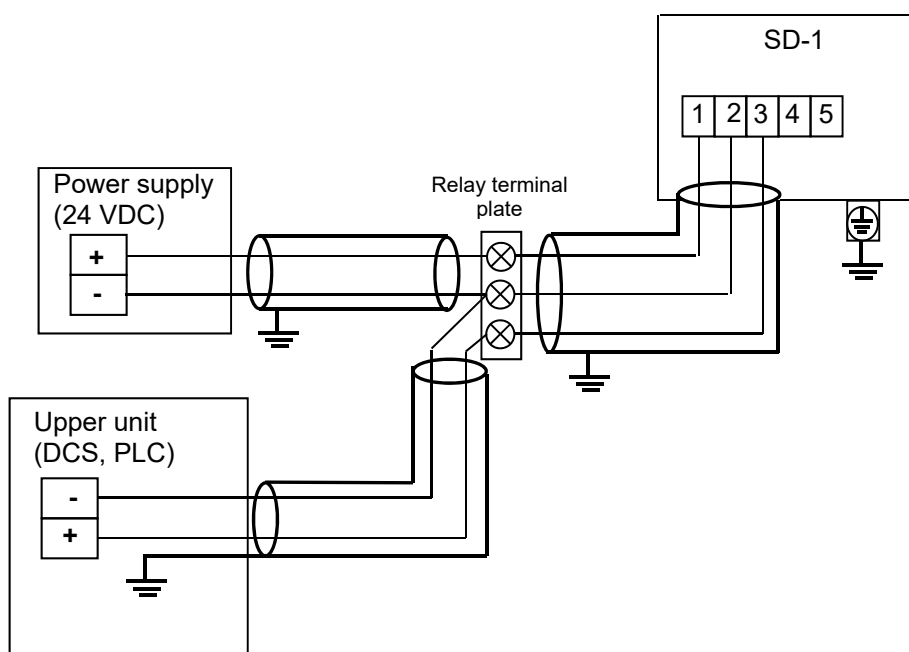 SD-1
1 2 3 4 5
Power supply
(24 VDC)
+
-
Relay terminal
plate
Upper unit
(DCS, PLC)
-
+